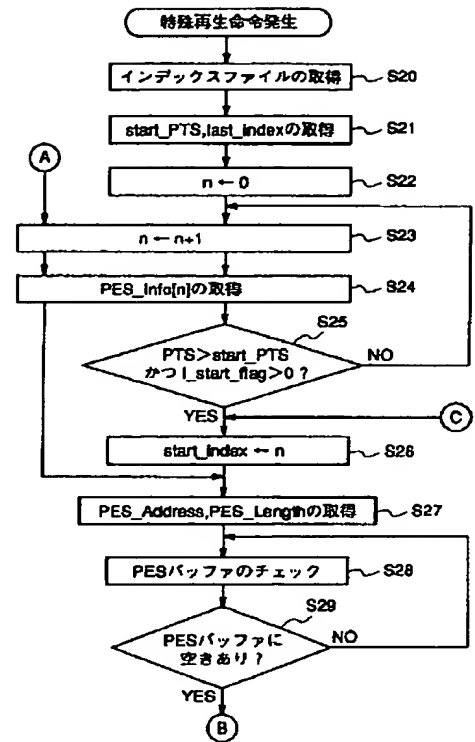 特殊再生命令発生
インデックスファイルの取得 S20
start_PTS,last_indexの取得 S21
A
n ← 0 S22
n ← n+1 S23
PES_info[n]の取得 S24
S25
PTS>start_PTS
かつ I_start_flag>0 ?
NO
YES
C
start_index ← n S26
PES_Address,PES_Lengthの取得 S27
PESバッファのチェック S28
S29
PESバッファに
空きあり ?
NO
YES
B